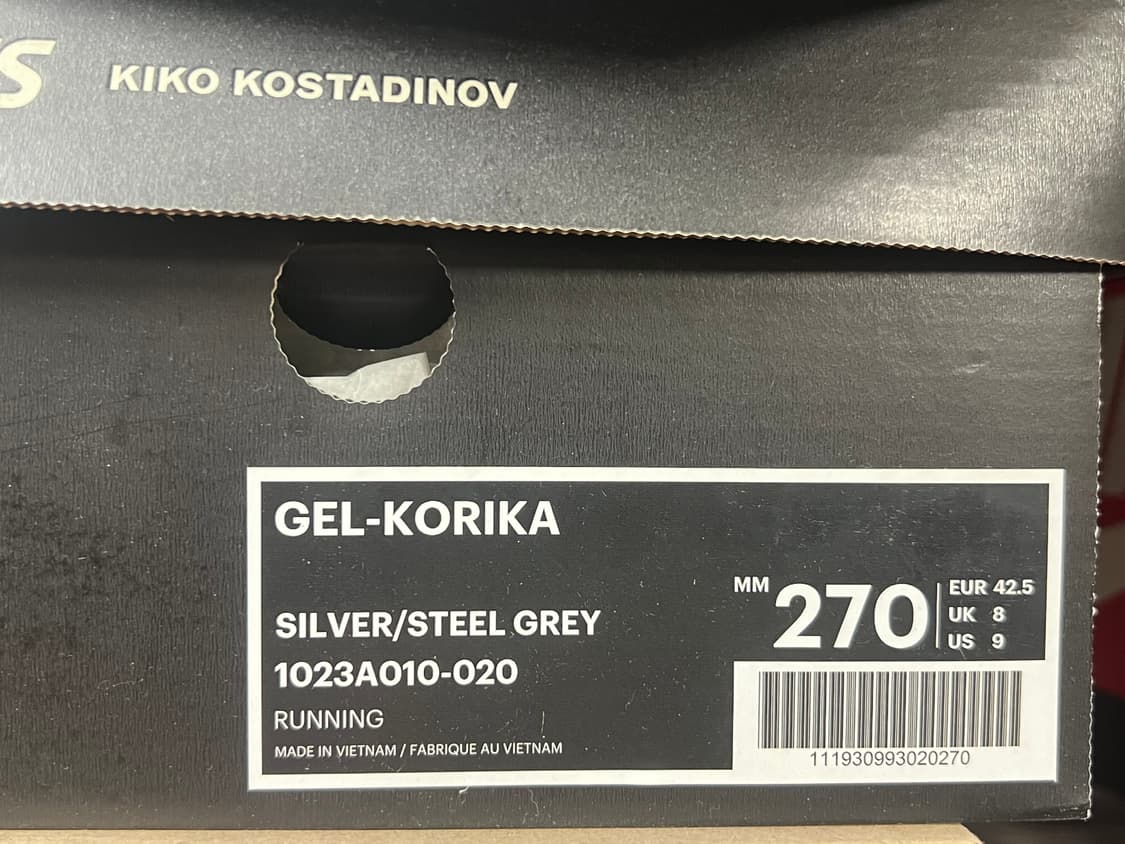 S KIKO KOSTADINOV
GEL-KORIKA
SILVER/STEEL GREY
1023A010-020
RUNNING
MADE IN VIETNAM / FABRIQUE AU VIETNAM
MM 270
EUR 42.5
UK 8
US 9
111930993020270